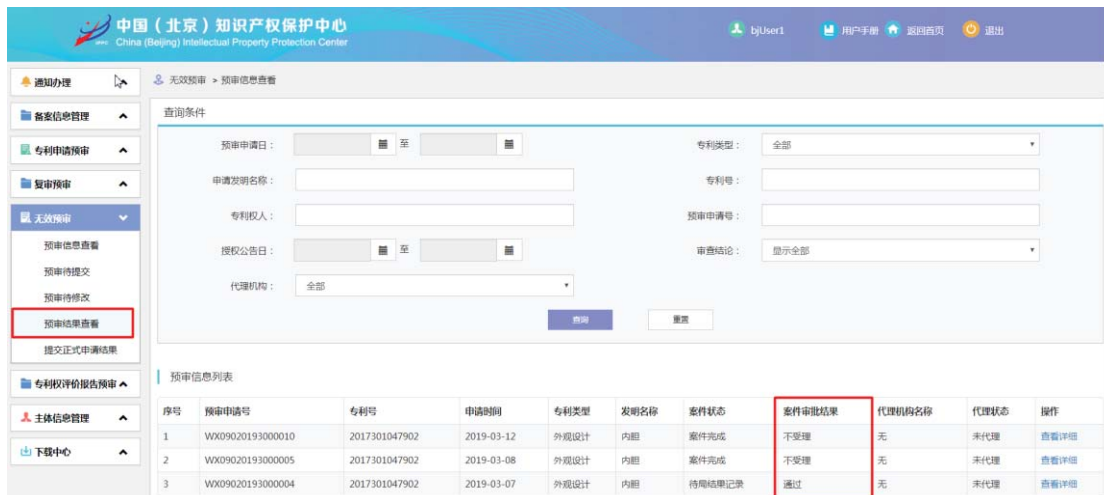 中国（北京）知识产权保护中心
China (Beijing) Intellectual Property Protection Center
bjUser1 用户手册 返回首页 退出
通知办理
备案信息管理
专利申请预审
复审预审
无效预审
预审信息查看
预审待提交
预审待修改
预审结果查看
提交正式申请结果
专利权评价报告预审
主体信息管理
下载中心
无效预审 > 预审信息查看
查询条件
预审申请日： 至 专利类型： 全部
申请发明名称： 专利号：
专利权人： 预审申请号：
授权公告日： 至 审查结论： 显示全部
代理机构： 全部
查询 重置
预审信息列表
序号 预审申请号 专利号 申请时间 专利类型 发明名称 案件状态 案件审批结果 代理机构名称 代理状态 操作
1 WX09020193000010 2017301047902 2019-03-12 外观设计 内胆 案件完成 不受理 无 未代理 查看详细
2 WX09020193000005 2017301047902 2019-03-08 外观设计 内胆 案件完成 不受理 无 未代理 查看详细
3 WX09020193000004 2017301047902 2019-03-07 外观设计 内胆 待局结果记录 通过 无 未代理 查看详细